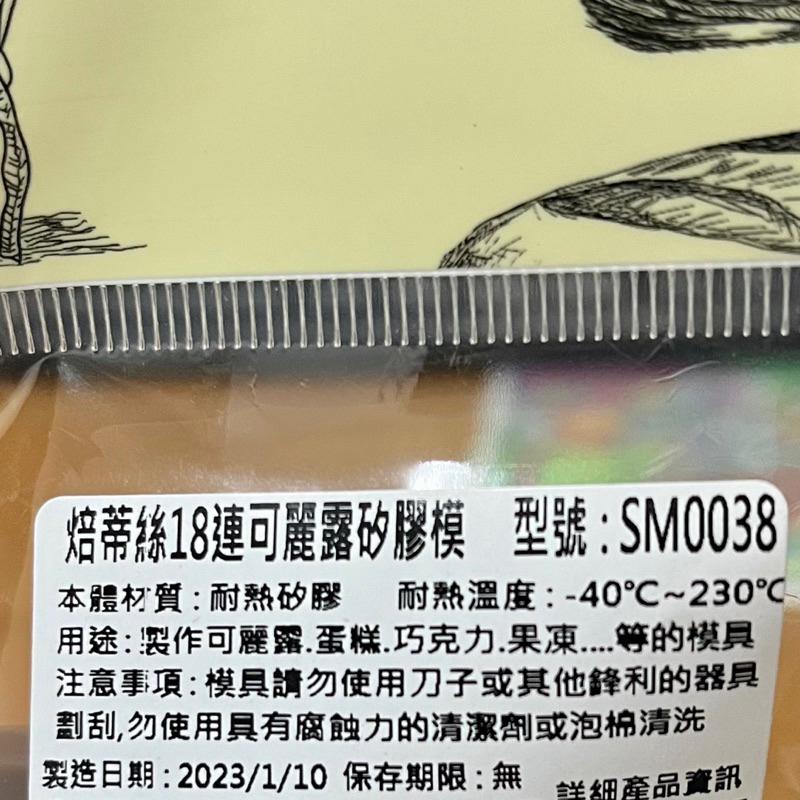 焙蒂絲18連可麗露矽膠模 型號:SM0038
本體材質:耐熱矽膠 耐熱溫度:-40℃~230℃
用途:製作可麗露.蛋糕.巧克力.果凍....等的模具
注意事項:模具請勿使用刀子或其他鋒利的器具
劃刮,勿使用具有腐蝕力的清潔劑或泡棉清洗
製造日期:2023/1/10 保存期限:無
詳細產品資訊